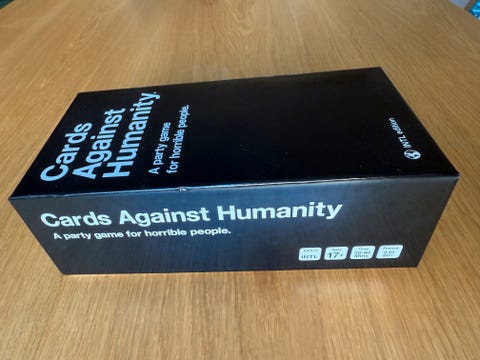 Cards
Against
Humanity.
A party game
for horrible people.
INTL edition
Cards Against Humanity
A party game for horrible people.
INTL
17+